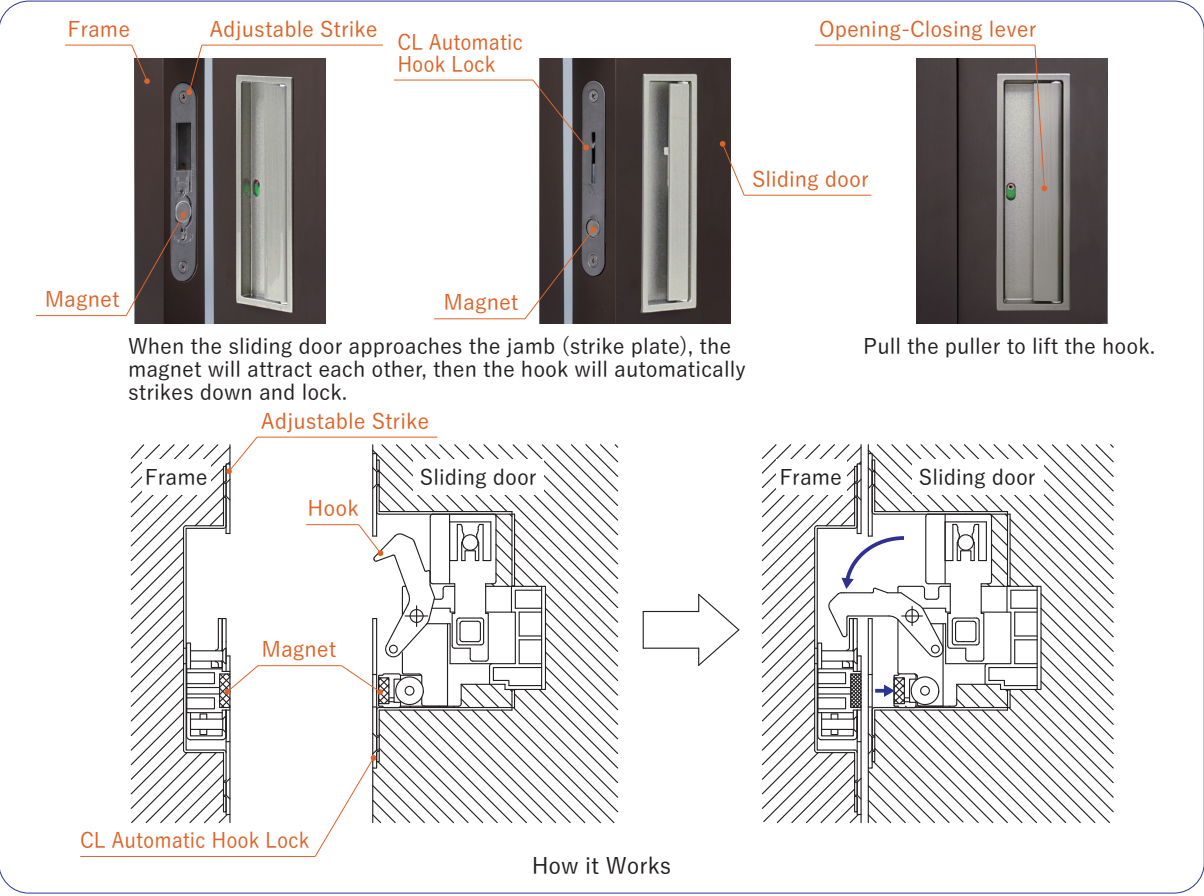 Frame
Adjustable Strike
CL Automatic
Hook Lock
Opening-Closing lever
Sliding door
Magnet
Magnet
When the sliding door approaches the jamb (strike plate), the
magnet will attract each other, then the hook will automatically
strikes down and lock.
Pull the puller to lift the hook.
Adjustable Strike
Frame
Sliding door
Hook
Magnet
CL Automatic Hook Lock
Frame
Sliding door
How it Works